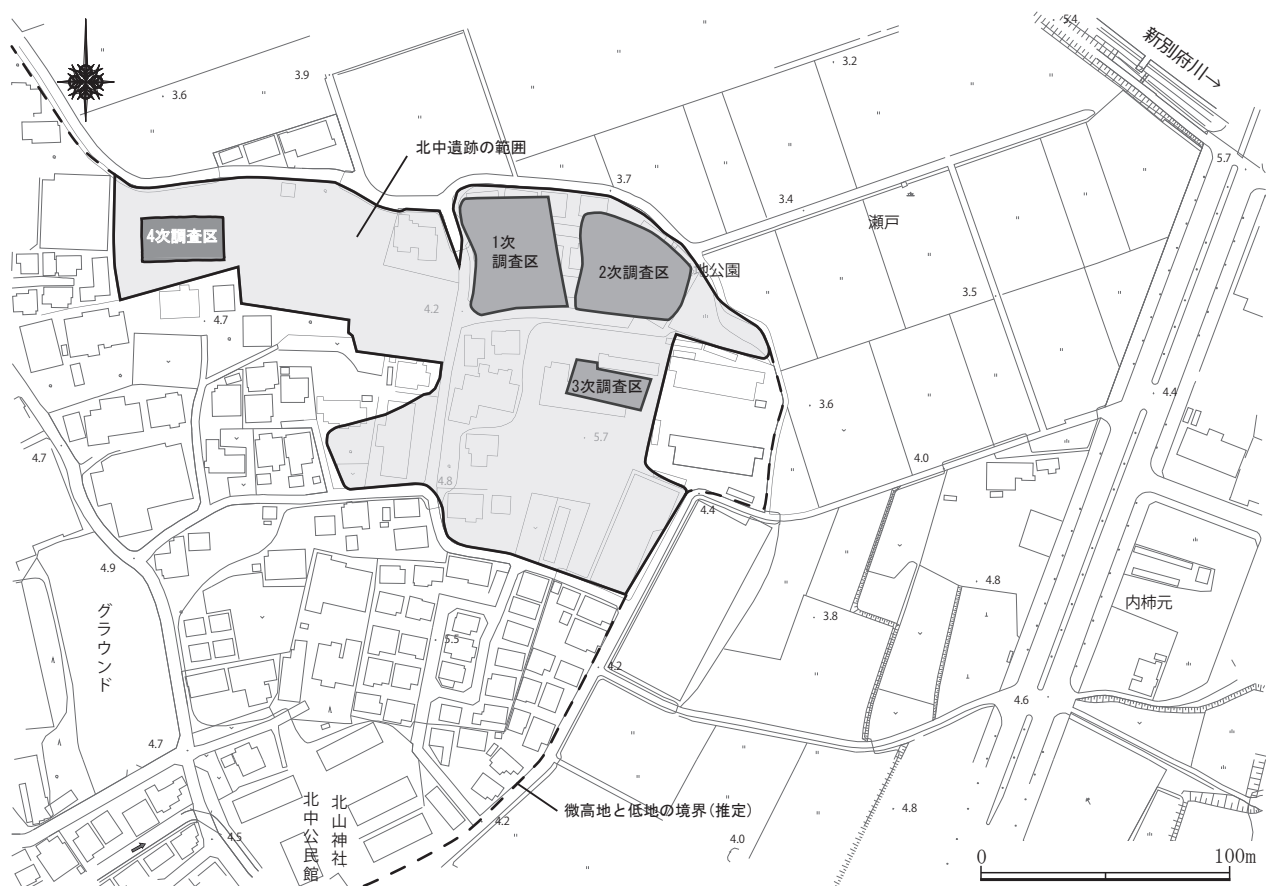 5.4
新別府川→
3.9
3.6
3.2
北中遺跡の範囲
5.7
3.7
3.4
瀬戸
4次調査区
1次
調査区
2次調査区
地公園
3.5
4.2
4.7
3次調査区
4.4
3.6
5.7
4.7
4.0
4.8
4.4
4.9
4.8
内柿元
グラウンド
3.8
5.5
4.2
4.6
4.7
微高地と低地の境界(推定)
4.8
4.2
北山神社
北中公民館
4.5
4.0
0
100m